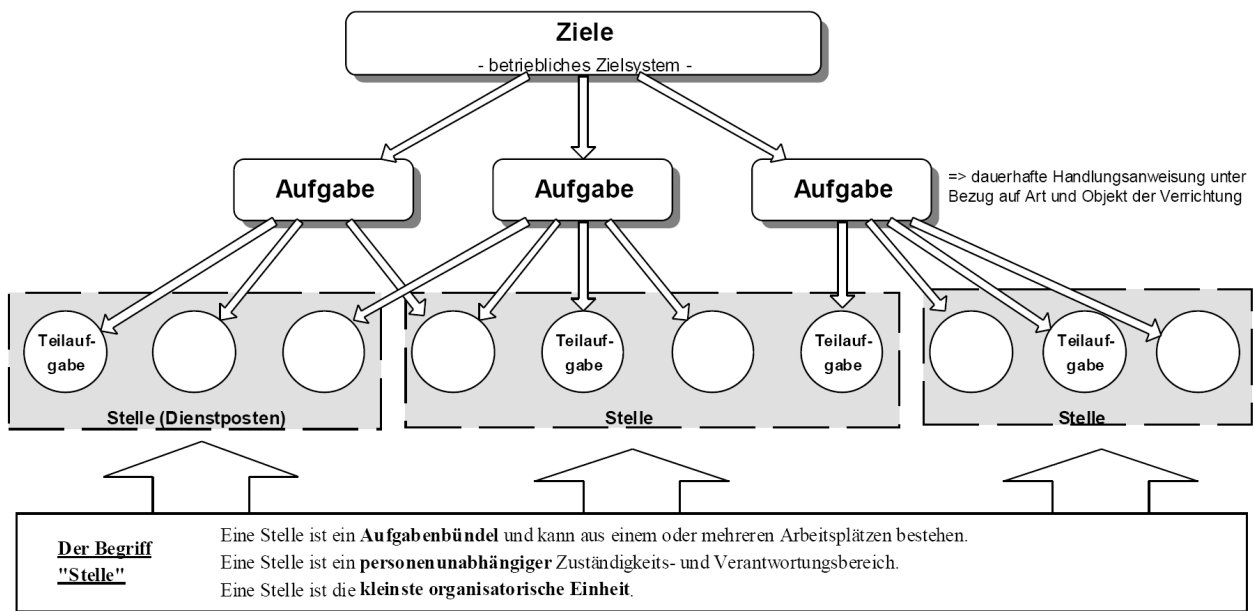 Ziele
- betriebliches Zielsystem -
Aufgabe
Aufgabe
Aufgabe
=> dauerhafte Handlungsanweisung unter
Bezug auf Art und Objekt der Verrichtung
Teilauf-
gabe
Teilauf-
gabe
Teilauf-
gabe
Teilauf-
gabe
Stelle (Dienstposten)
Stelle
Stelle
Der Begriff
"Stelle"
Eine Stelle ist ein Aufgabenbündel und kann aus einem oder mehreren Arbeitsplätzen bestehen.
Eine Stelle ist ein personenunabhängiger Zuständigkeits- und Verantwortungsbereich.
Eine Stelle ist die kleinste organisatorische Einheit.